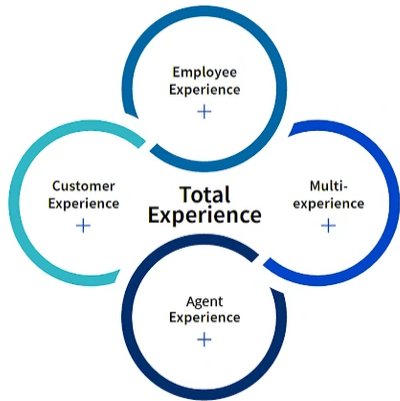 Employee
Experience
+
Customer
Experience
+
Total
Experience
Multi-
experience
+
Agent
Experience
+